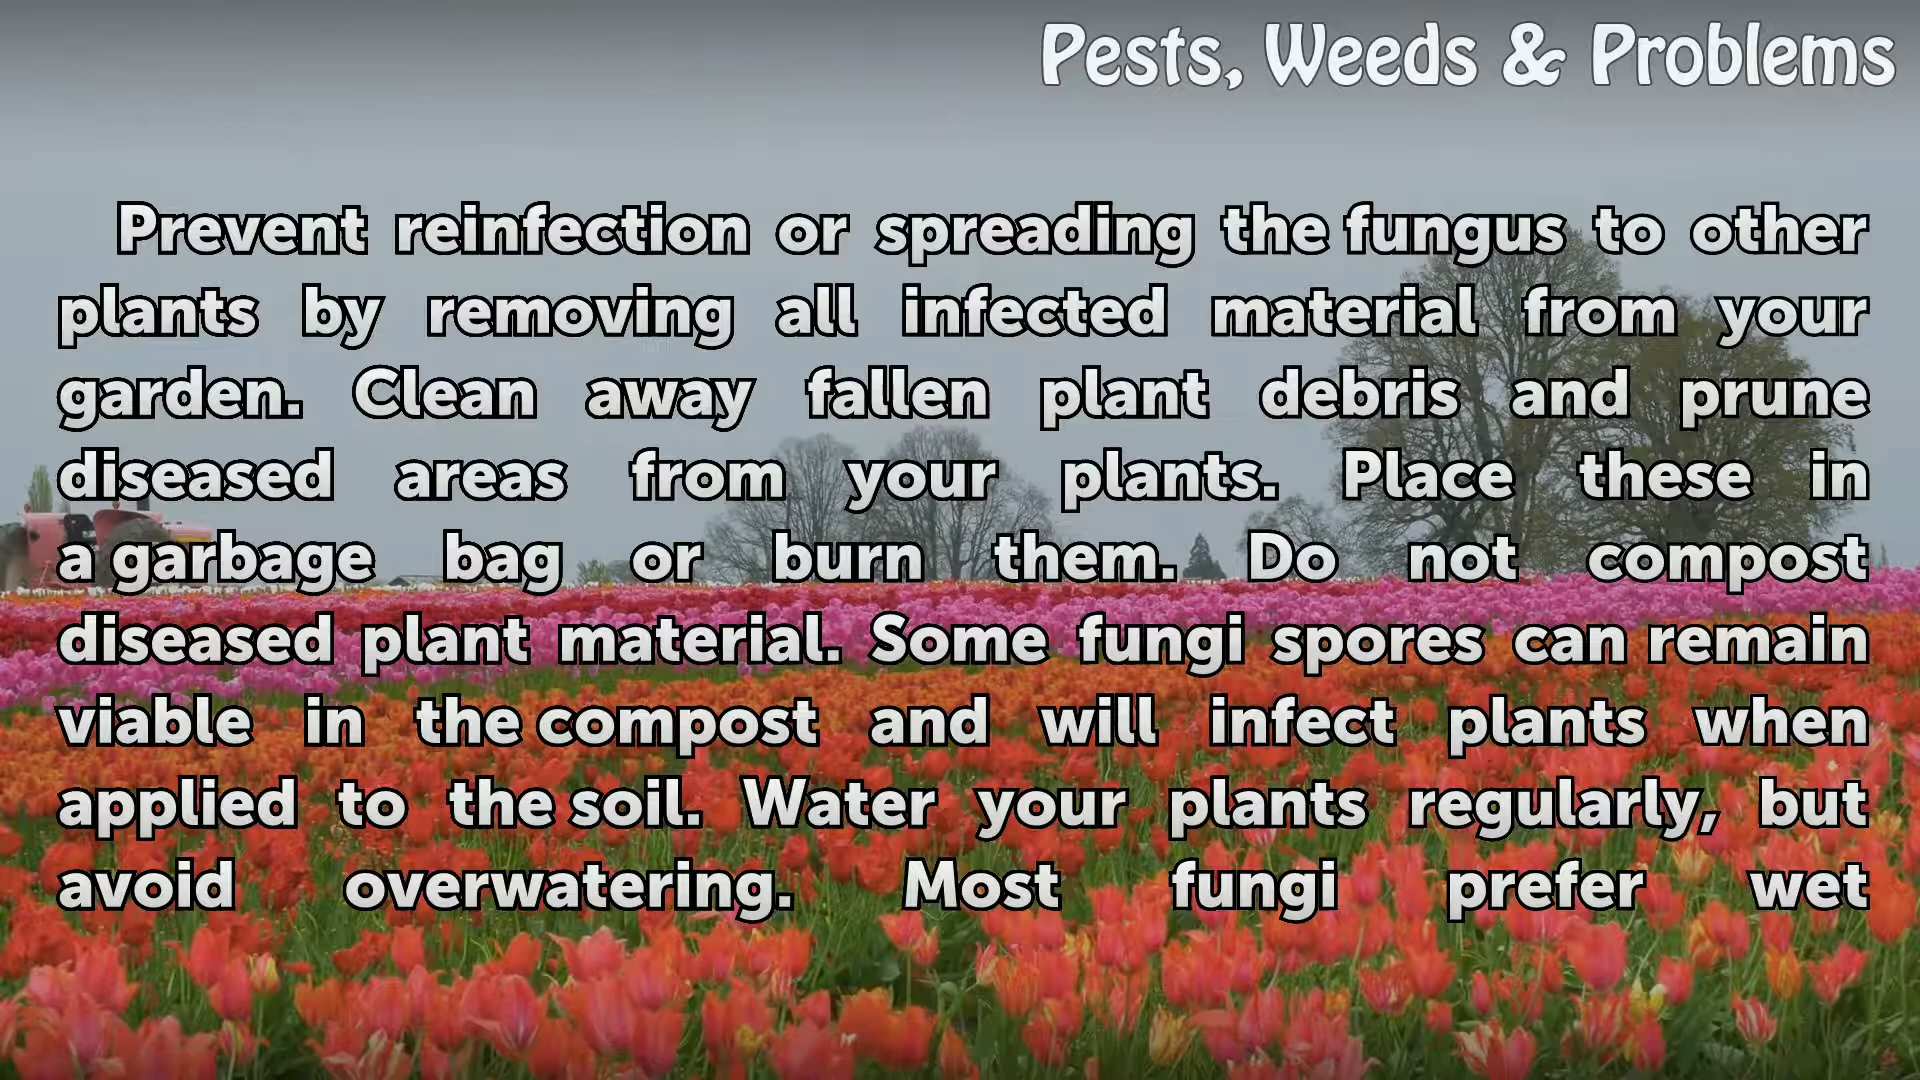 Pests, Weeds & Problems
Prevent reinfection or spreading the fungus to other
plants by removing all infected material from your
garden. Clean away fallen plant debris and prune
diseased areas from your plants. Place these in
a garbage bag or burn them. Do not compost
diseased plant material. Some fungi spores can remain
viable in the compost and will infect plants when
applied to the soil. Water your plants regularly, but
avoid overwatering. Most fungi prefer wet